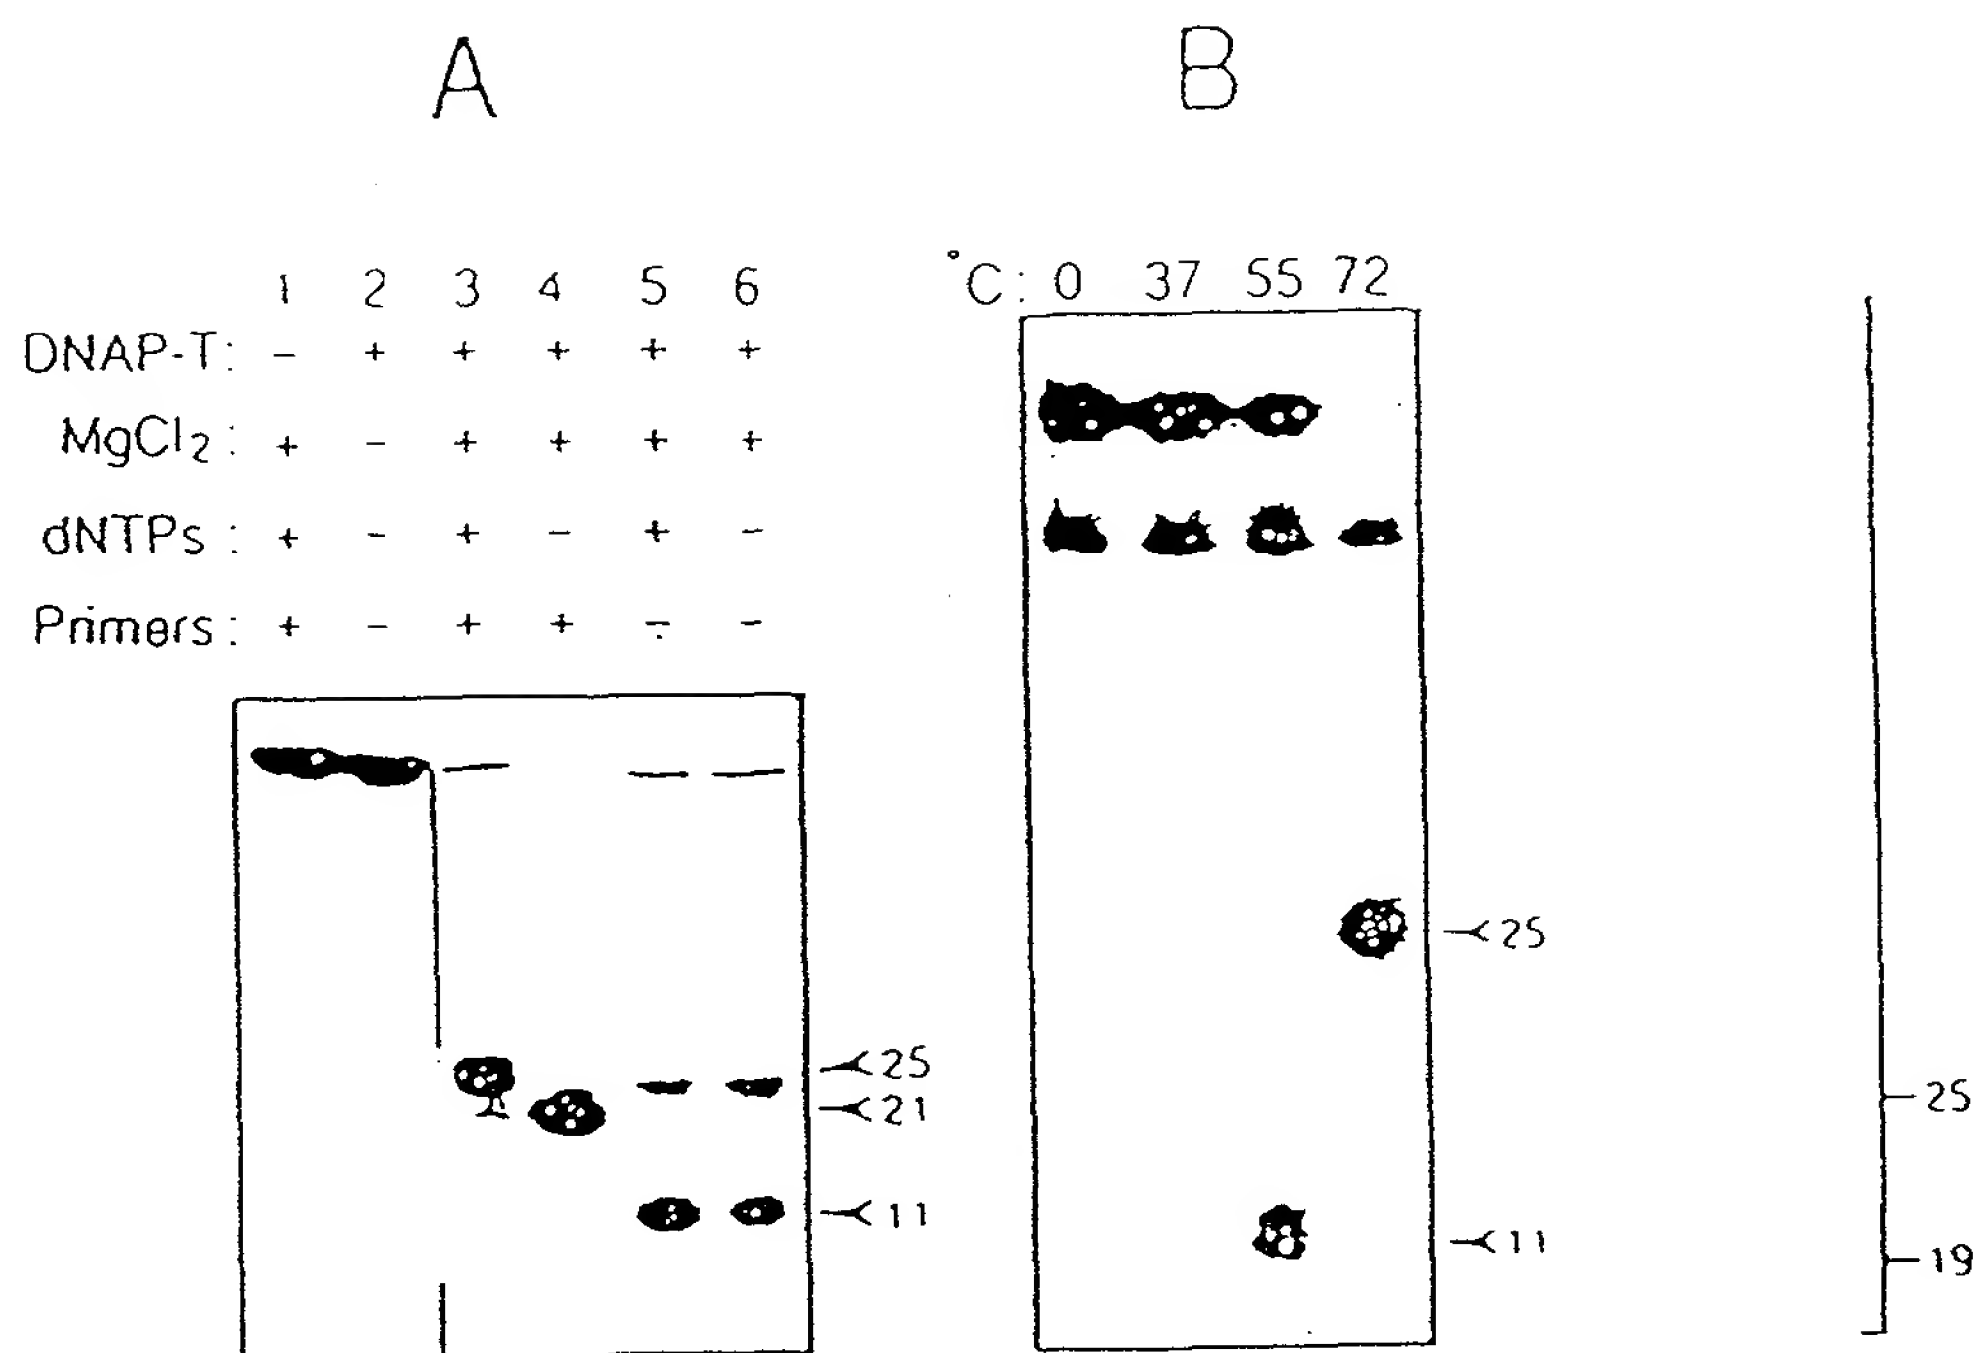 A
B
1 2 3 4 5 6
DNAP-T: - + + + + +
MgCl2: + - + + + +
dNTPs: + - + - + -
Primers: + - + + - -
25
21
11
°C: 0 37 55 72
25
11
25
19